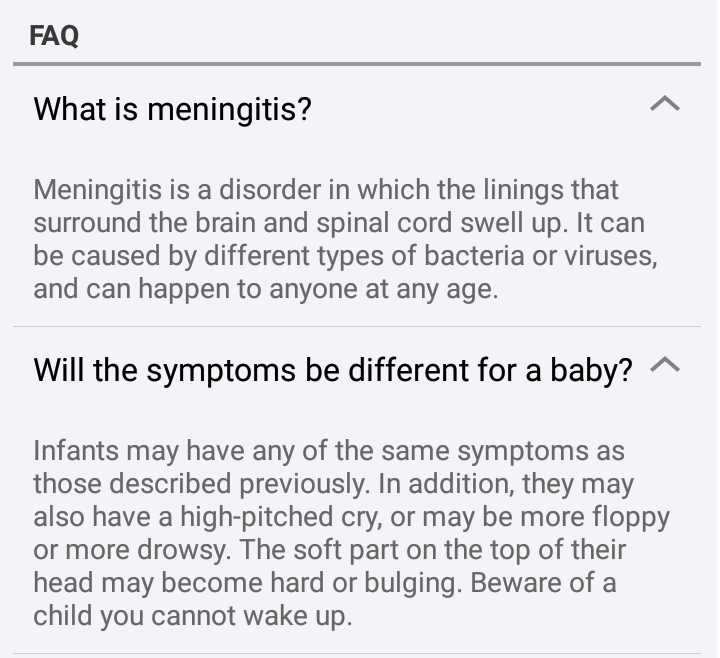 FAQ
What is meningitis?
Meningitis is a disorder in which the linings that
surround the brain and spinal cord swell up. It can
be caused by different types of bacteria or viruses,
and can happen to anyone at any age.
Will the symptoms be different for a baby?
Infants may have any of the same symptoms as
those described previously. In addition, they may
also have a high-pitched cry, or may be more floppy
or more drowsy. The soft part on the top of their
head may become hard or bulging. Beware of a
child you cannot wake up.